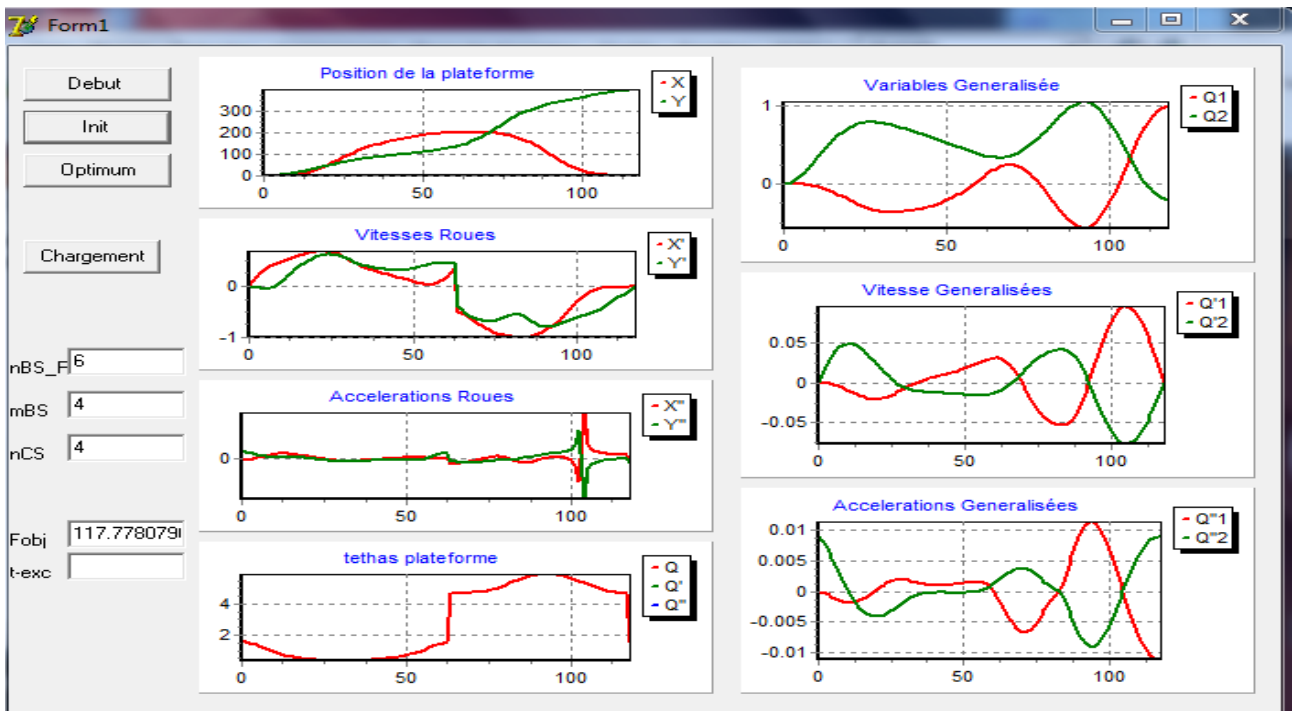 Form1
Debut
Init
Optimum
Chargement
nBS_F 6
mBS 4
nCS 4
Fobj 117.7780790
t-exc
Position de la plateforme
X
Y
300
200
100
0
0 50 100
Vitesses Roues
X'
Y'
0
-1
0 50 100
Accelerations Roues
X''
Y''
0
0 50 100
tethas plateforme
Q
Q'
Q''
4
2
0 50 100
Variables Generalisée
Q1
Q2
1
0
0 50 100
Vitesse Generalisées
Q'1
Q'2
0.05
0
-0.05
0 50 100
Accelerations Generalisées
Q''1
Q''2
0.01
0.005
0
-0.005
-0.01
0 50 100